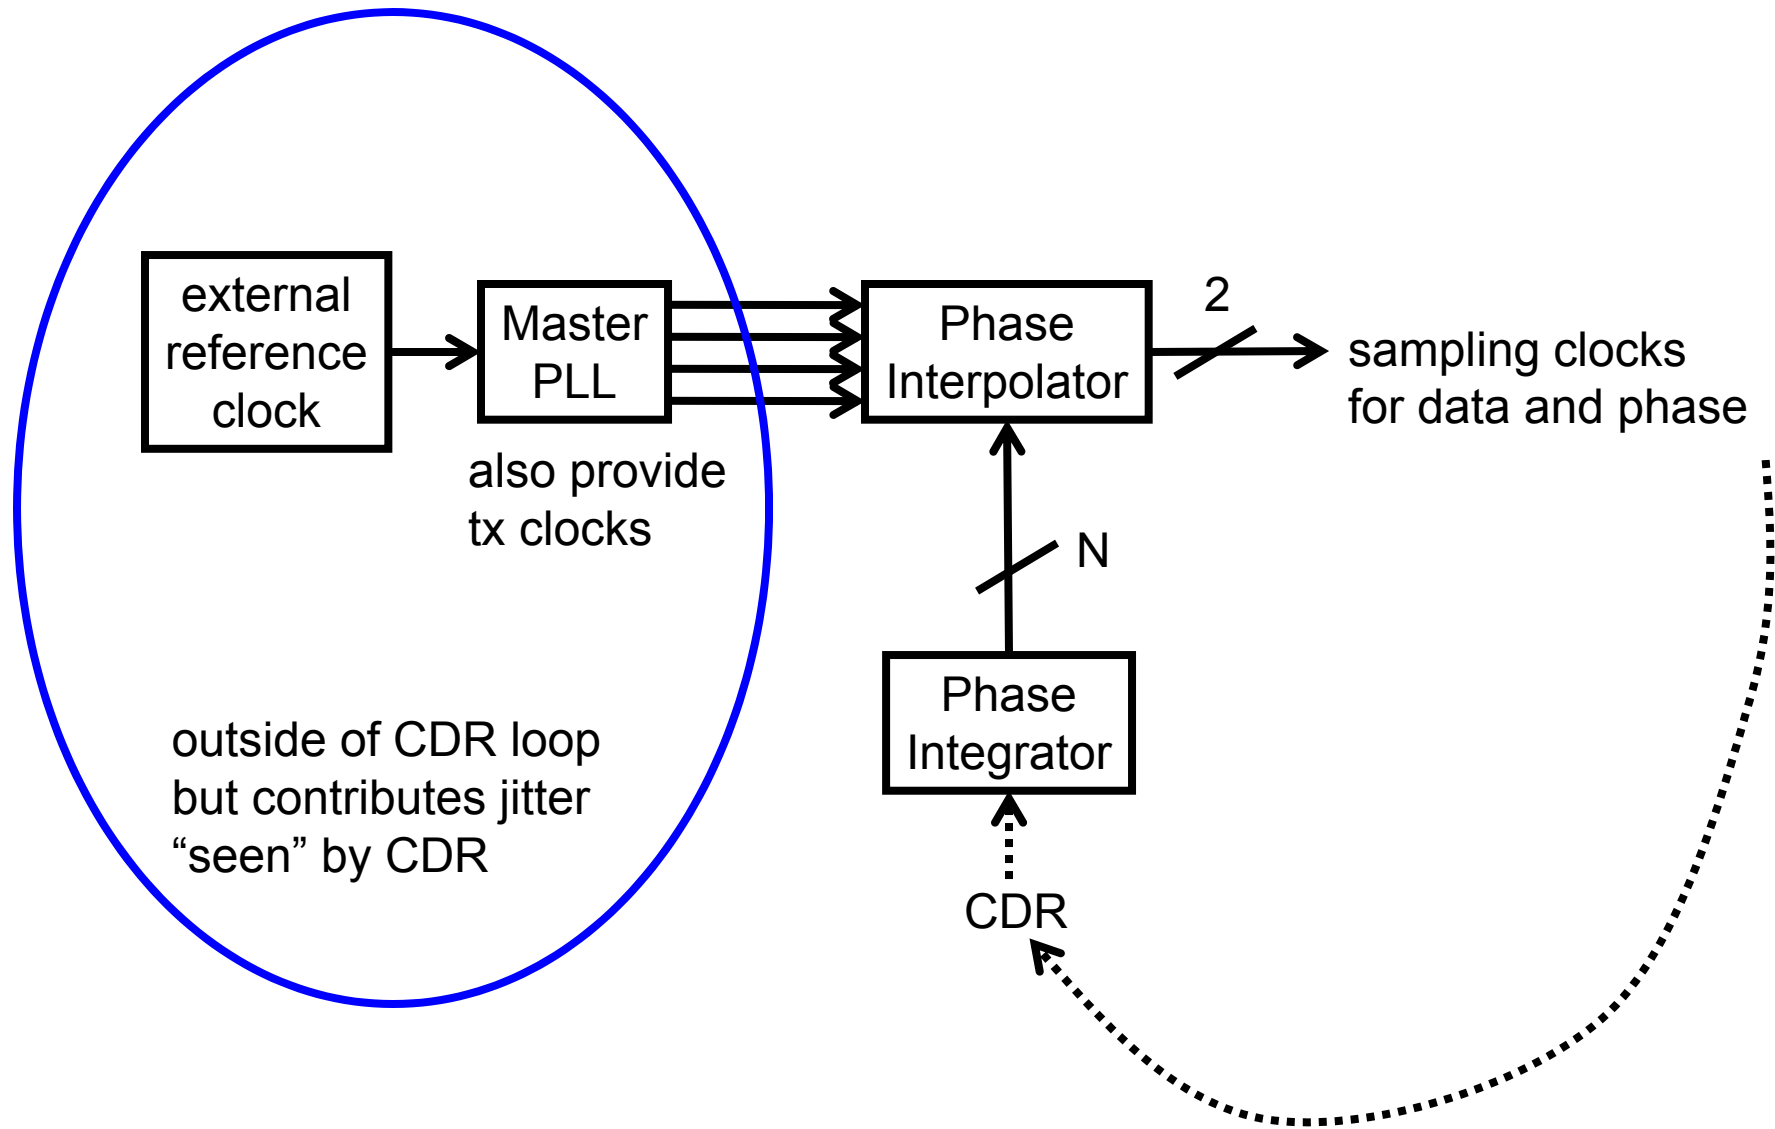 external
reference
clock
Master
PLL
also provide
tx clocks
Phase
Interpolator
2
sampling clocks
for data and phase
N
Phase
Integrator
CDR
outside of CDR loop
but contributes jitter
“seen” by CDR